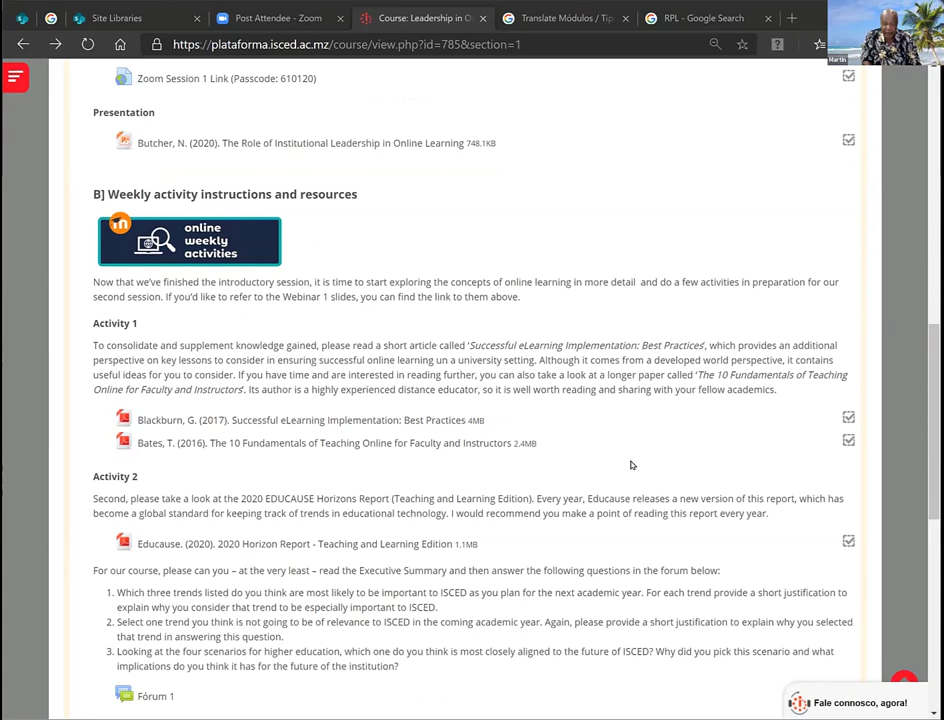 Site Libraries
Post Attendee - Zoom
Course: Leadership in O
Translate Módulos / Tip
RPL - Google Search
https://plataforma.isced.ac.mz/course/view.php?id=785&section=1
Martin
Zoom Session 1 Link (Passcode: 610120)
Presentation
Butcher, N. (2020). The Role of Institutional Leadership in Online Learning 748.1KB
B] Weekly activity instructions and resources
m
online
weekly
activities
Now that we've finished the introductory session, it is time to start exploring the concepts of online learning in more detail and do a few activities in preparation for our
second session. If you'd like to refer to the Webinar 1 slides, you can find the link to them above.
Activity 1
To consolidate and supplement knowledge gained, please read a short article called 'Successful eLearning Implementation: Best Practices', which provides an additional
perspective on key lessons to consider in ensuring successful online learning un a university setting. Although it comes from a developed world perspective, it contains
useful ideas for you to consider. If you have time and are interested in reading further, you can also take a look at a longer paper called 'The 10 Fundamentals of Teaching
Online for Faculty and Instructors'. Its author is a highly experienced distance educator, so it is well worth reading and sharing with your fellow academics.
Blackburn, G. (2017). Successful eLearning Implementation: Best Practices 4MB
Bates, T. (2016). The 10 Fundamentals of Teaching Online for Faculty and Instructors 2.4MB
Activity 2
Second, please take a look at the 2020 EDUCAUSE Horizons Report (Teaching and Learning Edition). Every year, Educause releases a new version of this report, which has
become a global standard for keeping track of trends in educational technology. I would recommend you make a point of reading this report every year.
Educause. (2020). 2020 Horizon Report - Teaching and Learning Edition 1.1MB
For our course, please can you – at the very least – read the Executive Summary and then answer the following questions in the forum below:
1. Which three trends listed do you think are most likely to be important to ISCED as you plan for the next academic year. For each trend provide a short justification to
explain why you consider that trend to be especially important to ISCED.
2. Select one trend you think is not going to be of relevance to ISCED in the coming academic year. Again, please provide a short justification to explain why you selected
that trend in answering this question.
3. Looking at the four scenarios for higher education, which one do you think is most closely aligned to the future of ISCED? Why did you pick this scenario and what
implications do you think it has for the future of the institution?
Fórum 1
Fale connosco, agora!